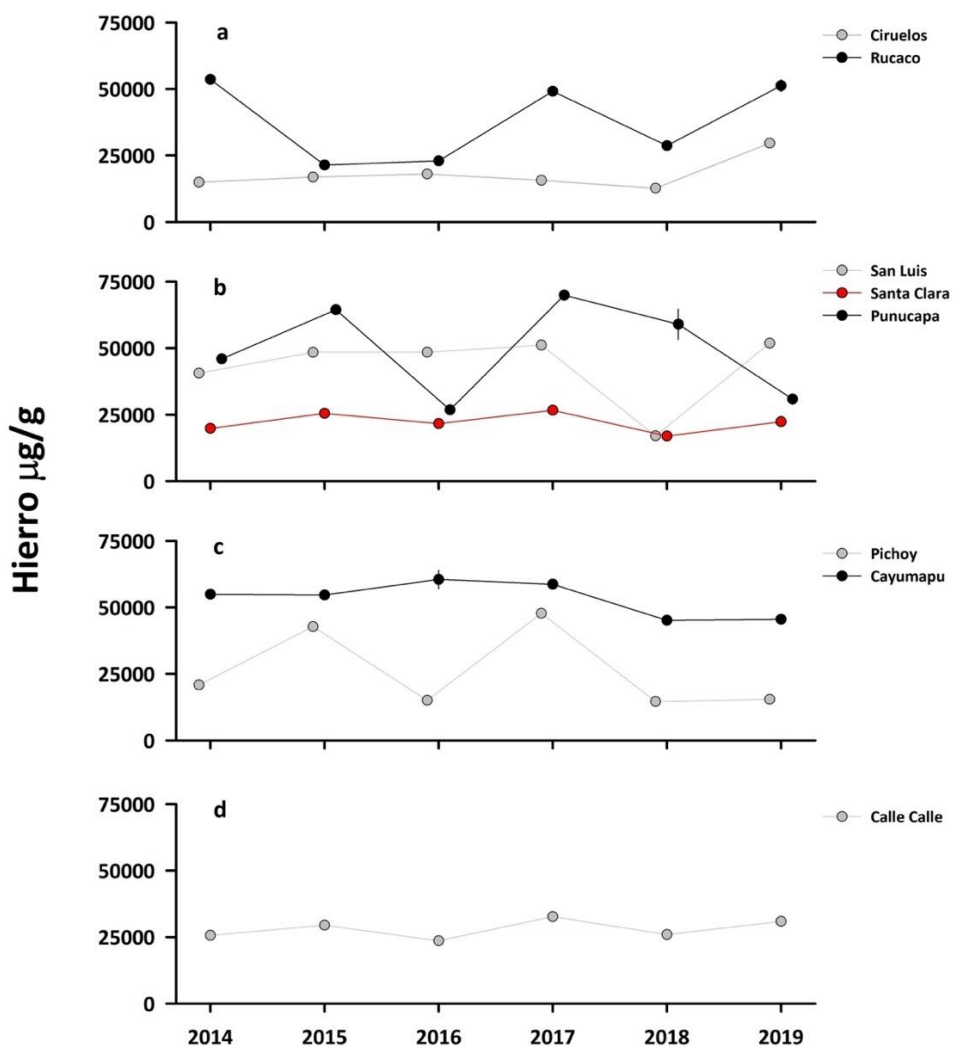 Hierro µg/g
a
75000
50000
25000
0
Ciruelos
Rucaco
b
75000
50000
25000
0
San Luis
Santa Clara
Punucapa
c
75000
50000
25000
0
Pichoy
Cayumapu
d
75000
50000
25000
0
Calle Calle
2014 2015 2016 2017 2018 2019